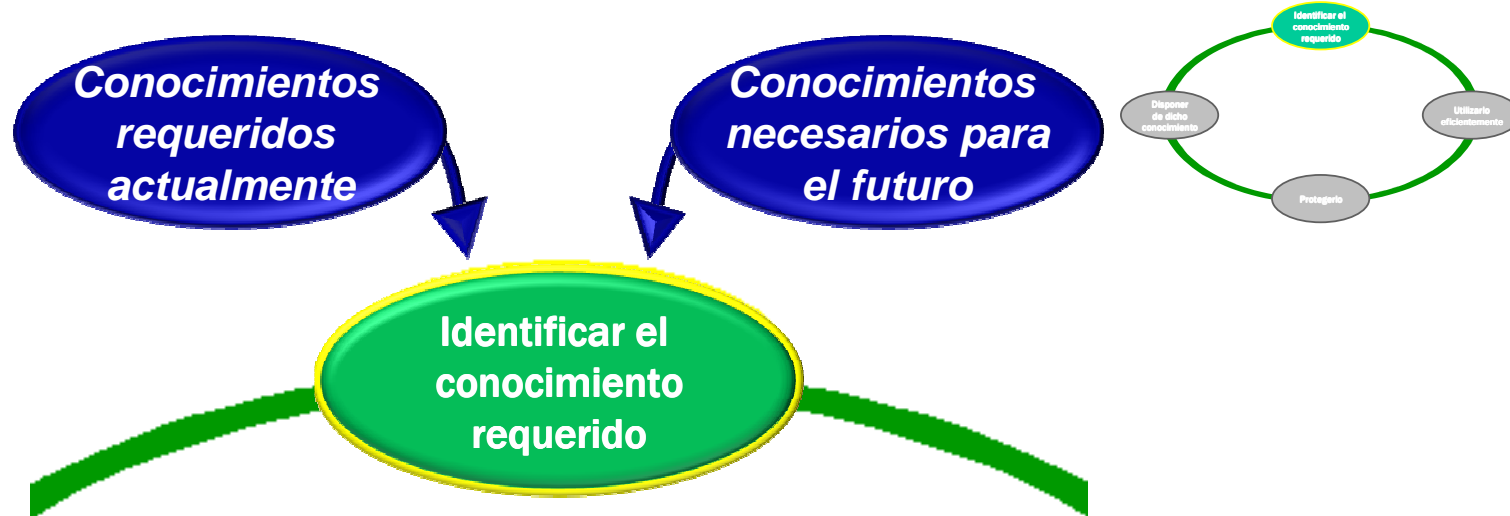 Conocimientos
requeridos
actualmente
Conocimientos
necesarios para
el futuro
Identificar el
conocimiento
requerido
Identificar el
conocimiento
requerido
Disponer
de dicho
conocimiento
Utilizarlo
eficientemente
Protegerlo